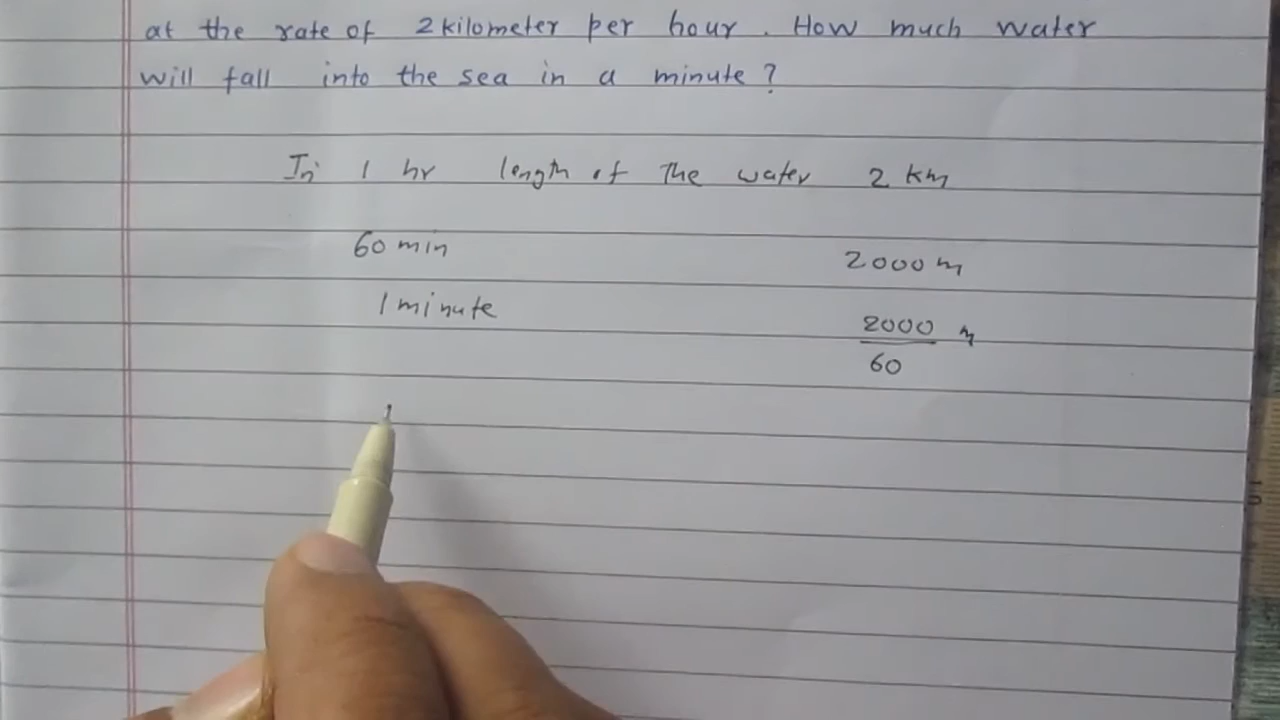 at the rate of 2 kilometer per hour. How much water
will fall into the sea in a minute?
In 1 hr length of the water 2 km
60 min 2000 m
1 minute 2000/60 m